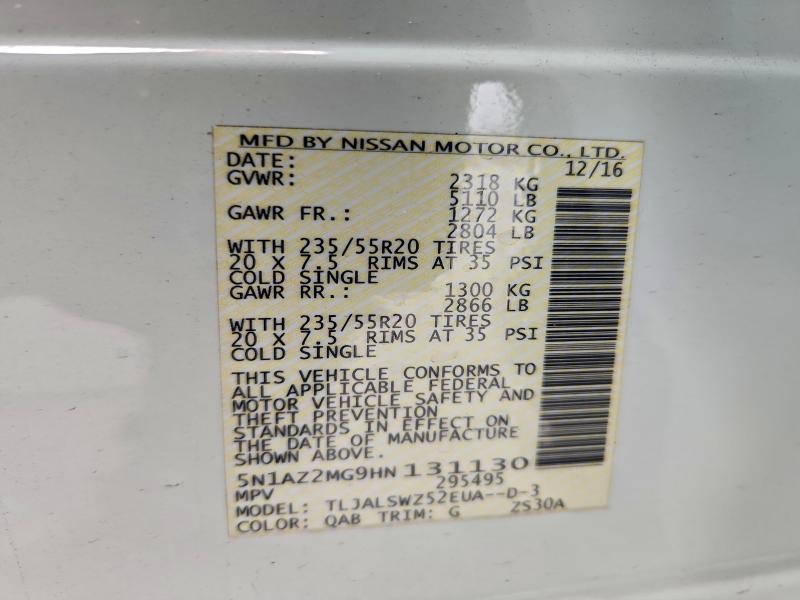 MFD BY NISSAN MOTOR CO., LTD.
DATE: 12/16
GVWR: 2318 KG
5110 LB
GAWR FR.: 1272 KG
2804 LB
WITH 235/55R20 TIRES
20 X 7.5 RIMS AT 35 PSI
COLD SINGLE
GAWR RR.: 1300 KG
2866 LB
WITH 235/55R20 TIRES
20 X 7.5 RIMS AT 35 PSI
COLD SINGLE
THIS VEHICLE CONFORMS TO
ALL APPLICABLE FEDERAL
MOTOR VEHICLE SAFETY AND
THEFT PREVENTION
STANDARDS IN EFFECT ON
THE DATE OF MANUFACTURE
SHOWN ABOVE.
5N1AZ2MG9HN131130
MPV 295495
MODEL: TLJALSWZ52EUA--D-3
COLOR: QAB TRIM: G ZS30A